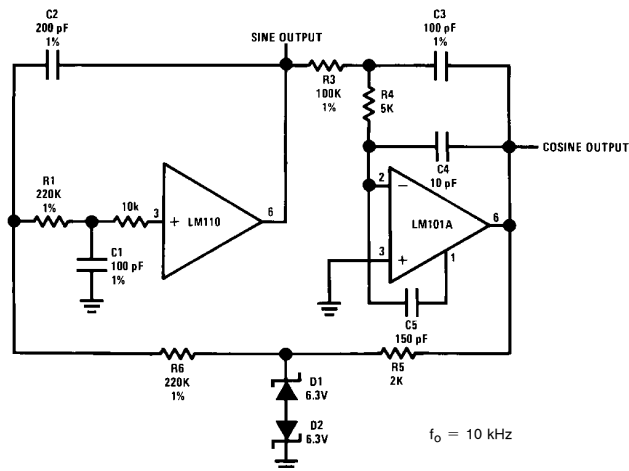 C2
200 pF
1%
SINE OUTPUT
C3
100 pF
1%
R3
100K
1%
R4
5K
C4
10 pF
COSINE OUTPUT
R1
220K
1%
10k
3
+
LM110
6
C1
100 pF
1%
2
−
LM101A
6
3
+
1
C5
150 pF
R6
220K
1%
R5
2K
D1
6.3V
D2
6.3V
fo = 10 kHz